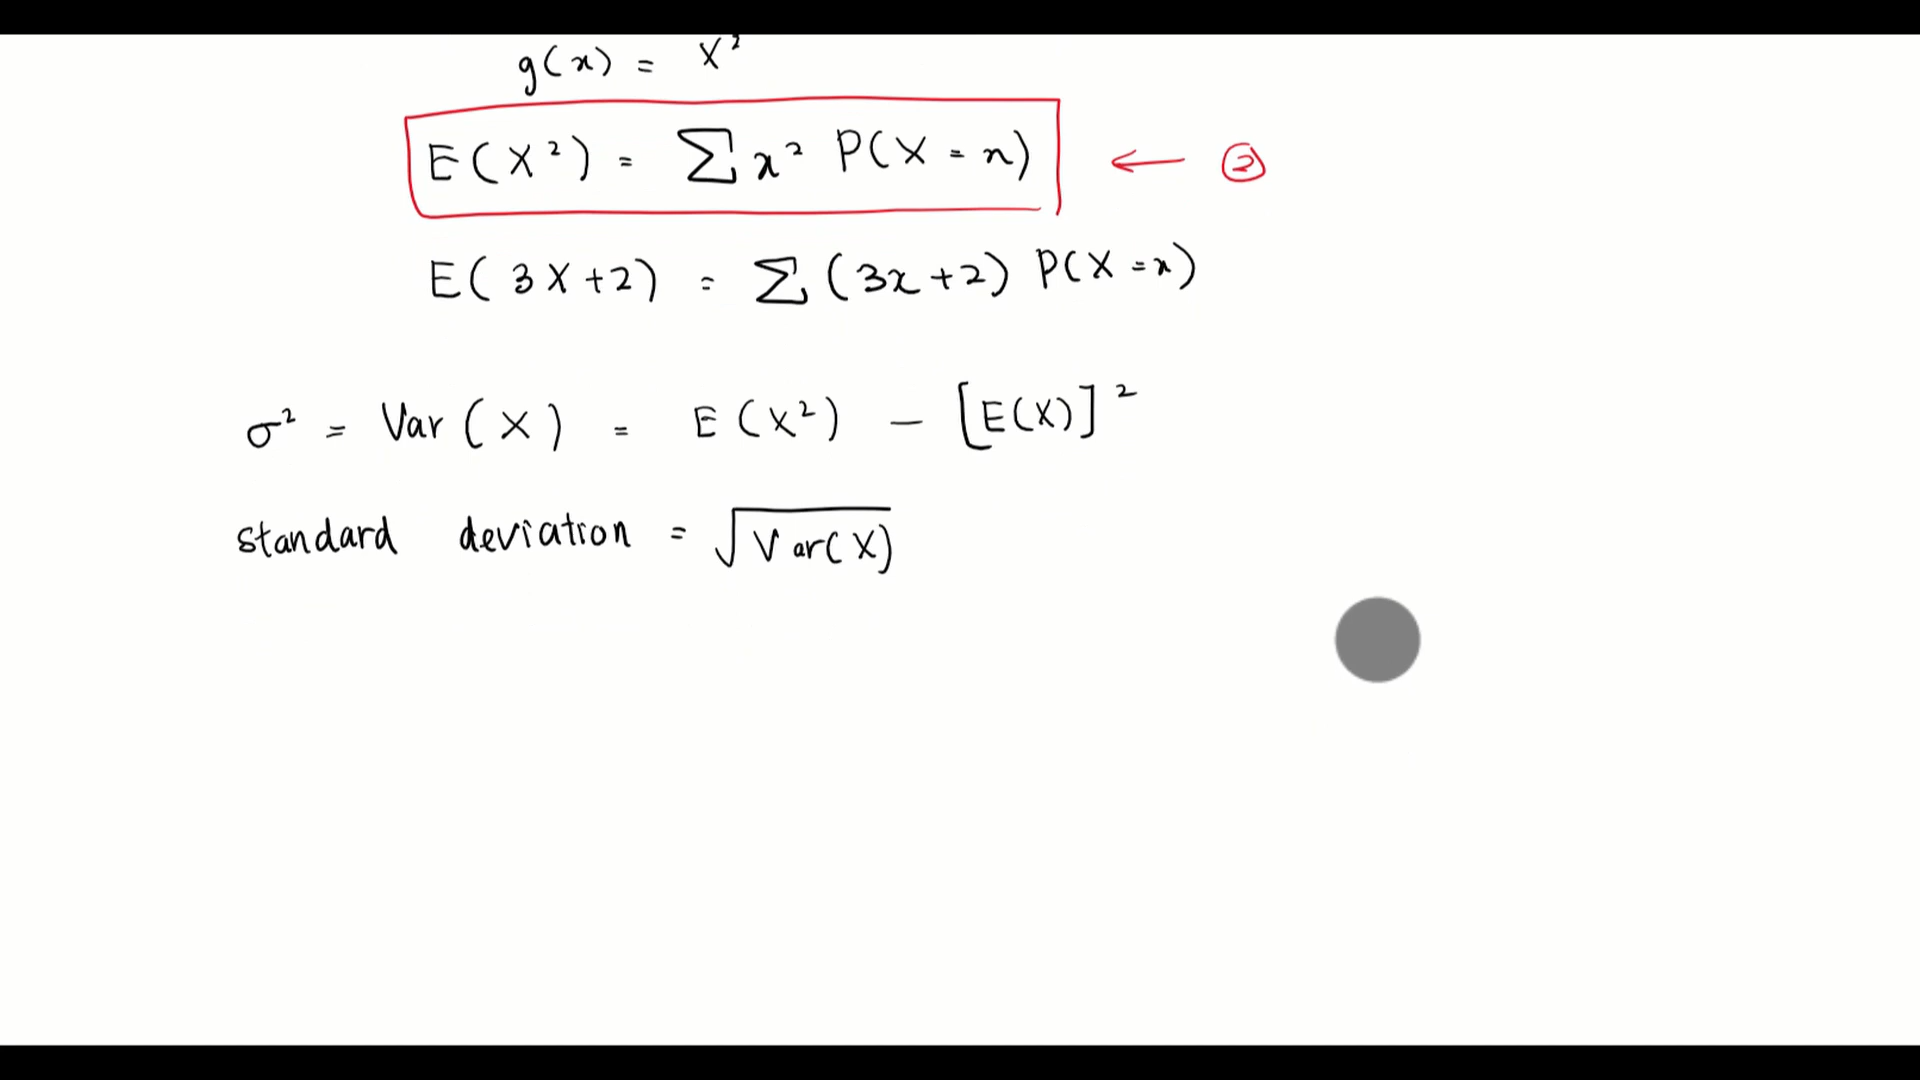 g(x) = X²
E(X²) = ∑ x² P(X = x) ← ②
E(3X+2) = ∑ (3x+2) P(X=x)
σ² = Var(X) = E(X²) − [E(X)]²
standard deviation = √Var(X)